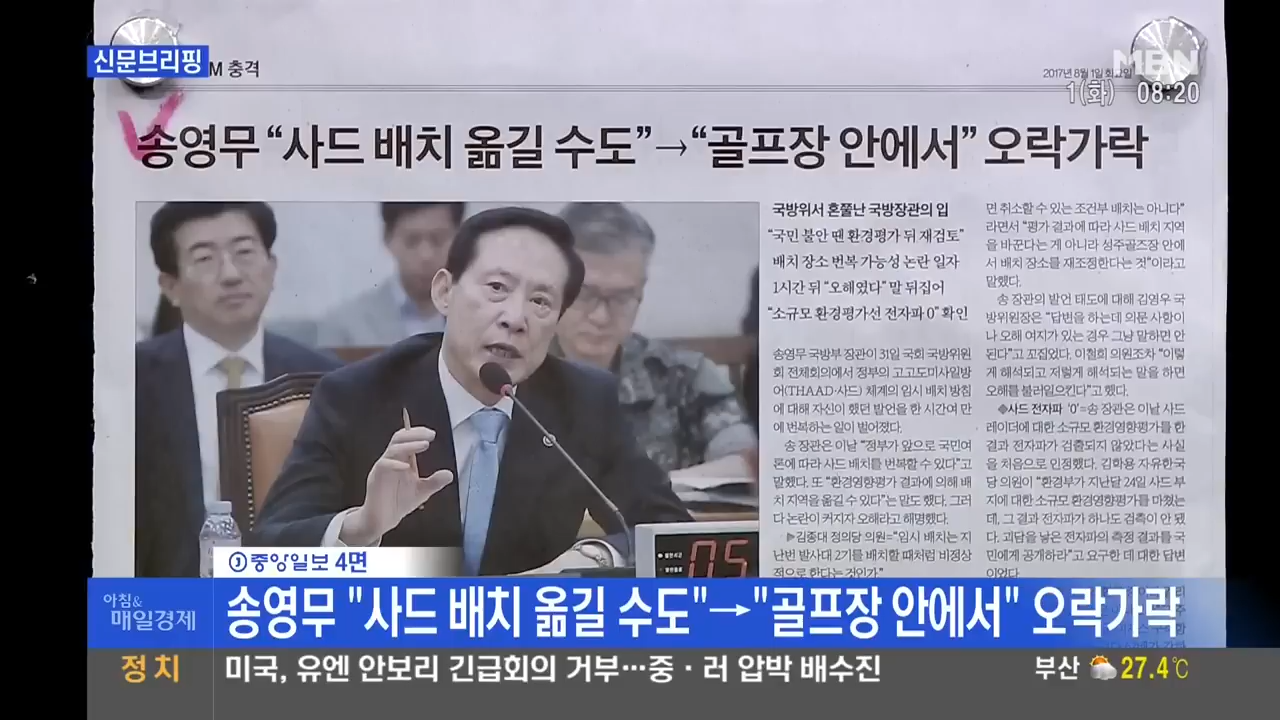 신문브리핑
M 충격
2017년 8월 1일 화요일
MBN
1(화) 08:20
송영무 “사드 배치 옮길 수도”→“골프장 안에서” 오락가락
국방위서 혼쭐난 국방장관의 입
“국민 불안 땐 환경평가 뒤 재검토”
배치 장소 번복 가능성 논란 일자
1시간 뒤 “오해였다” 말 뒤집어
“소규모 환경평가선 전자파 0” 확인
송영무 국방부 장관이 31일 국회 국방위원
회 전체회의에서 정부의 고고도미사일방
어(THAAD·사드) 체계의 임시 배치 방침
에 대해 자신이 했던 발언을 한 시간여 만
에 번복하는 일이 벌어졌다.
송 장관은 이날 “정부가 앞으로 국민여
론에 따라 사드 배치를 번복할 수 있다”고
말했다. 또 “환경영향평가 결과에 의해 배
치 지역을 옮길 수 있다”는 말도 했다. 그러
다 논란이 커지자 오해라고 해명했다.
▶김종대 정의당 의원=“임시 배치는 지
난번 발사대 2기를 배치할 때처럼 비정상
적으로 한다는 것인가.”
면 취소할 수 있는 조건부 배치는 아니다”
라면서 “평가 결과에 따라 사드 배치 지역
을 바꾼다는 게 아니라 성주골프장 안에
서 배치 장소를 재조정한다는 것”이라고
말했다.
송 장관의 발언 태도에 대해 김영우 국
방위원장은 “답변을 하는데 의문 사항이
나 오해 여지가 있는 경우 그냥 말하면 안
된다”고 꼬집었다. 이철희 의원조차 “이렇
게 해석되고 저렇게 해석되는 말을 하면
오해를 불러일으킨다”고 했다.
◆사드 전자파 ‘0’=송 장관은 이날 사드
레이더에 대한 소규모 환경영향평가를 한
결과 전자파가 검출되지 않았다는 사실
을 처음으로 인정했다. 김학용 자유한국
당 의원이 “환경부가 지난달 24일 사드 부
지에 대한 소규모 환경영향평가를 마쳤는
데, 그 결과 전자파가 하나도 검측이 안 됐
다. 괴담을 낳은 전자파의 측정 결과를 국
민에게 공개하라”고 요구한 데 대한 답변
이었다.
05
중앙일보 4면
아침&
매일경제
송영무 "사드 배치 옮길 수도"→"골프장 안에서" 오락가락
정치
미국, 유엔 안보리 긴급회의 거부…중·러 압박 배수진
부산 27.4℃